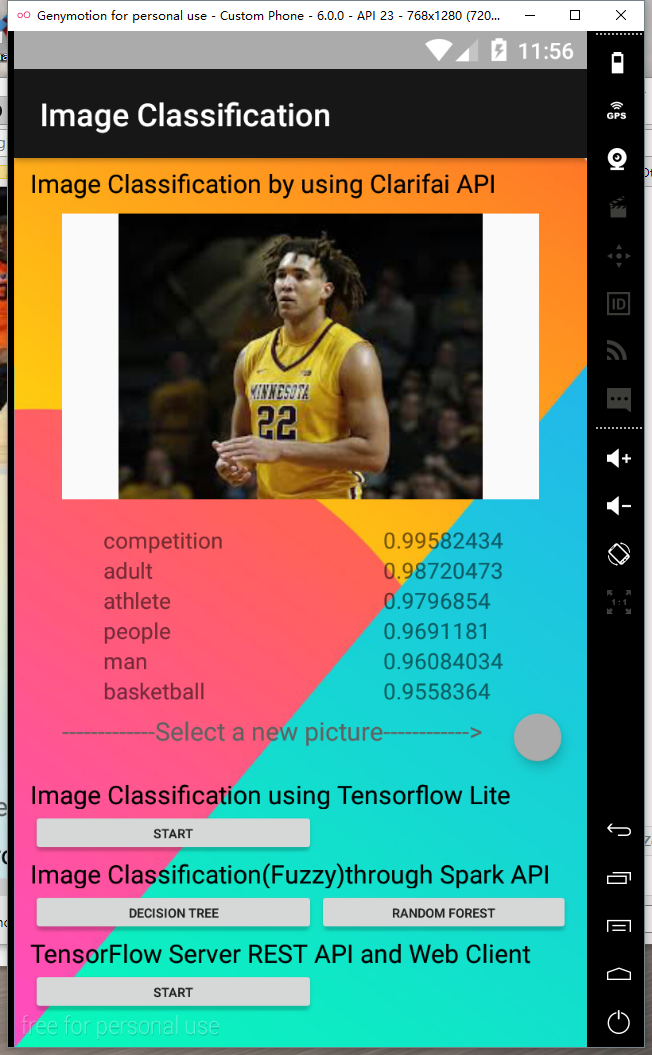 Genymotion for personal use - Custom Phone - 6.0.0 - API 23 - 768x1280 (720...
11:56
GPS
Image Classification
Image Classification by using Clarifai API
MINNESOTA
22
ID
competition 0.99582434
adult 0.98720473
athlete 0.9796854
people 0.9691181
man 0.96084034
basketball 0.9558364
1:1
-------------Select a new picture------------>
Image Classification using Tensorflow Lite
START
Image Classification(Fuzzy)through Spark API
DECISION TREE RANDOM FOREST
TensorFlow Server REST API and Web Client
START
free for personal use